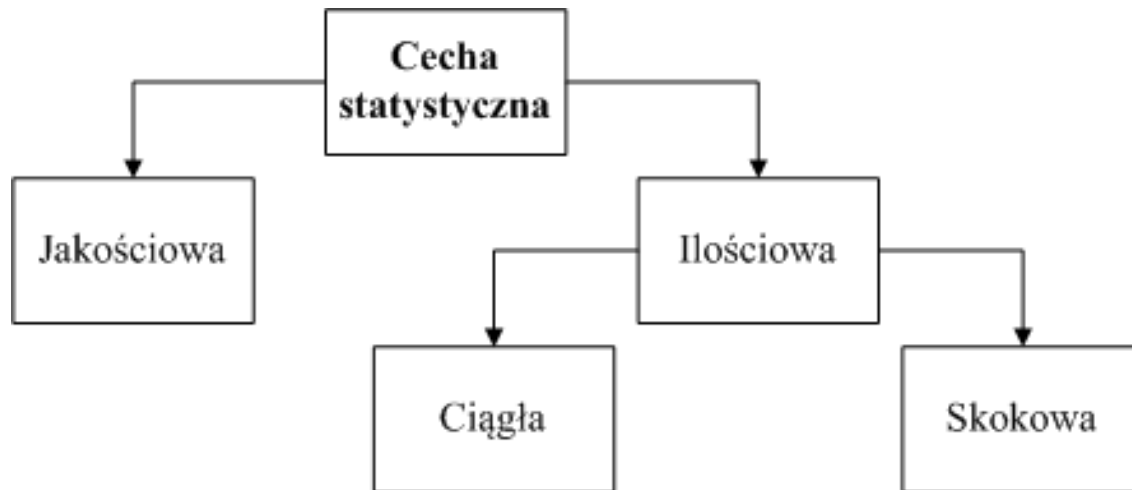 Cecha
statystyczna
Jakościowa
Ilościowa
Ciągła
Skokowa